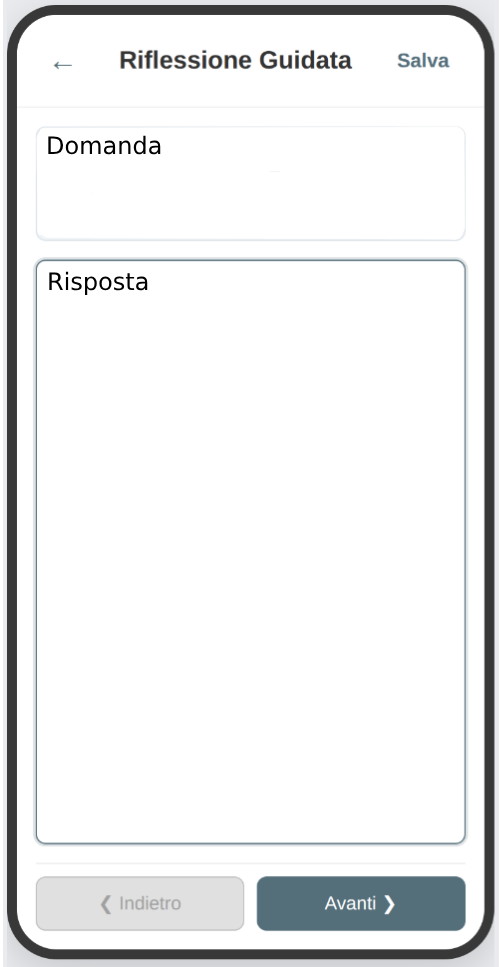 ← Riflessione Guidata Salva
Domanda
Risposta
❮ Indietro Avanti ❯